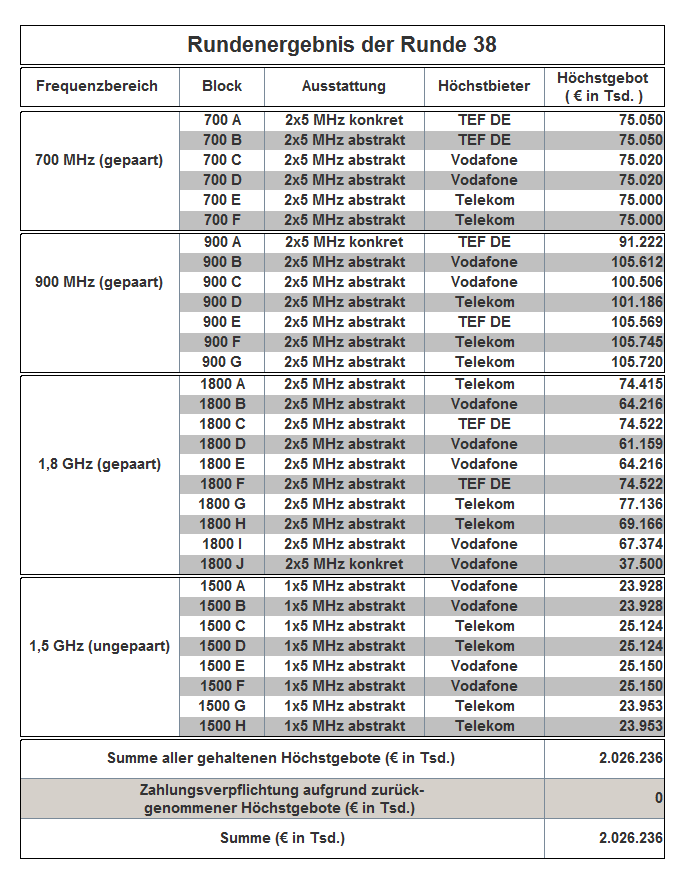 Rundenergebnis der Runde 38
Frequenzbereich Block Ausstattung Höchstbieter Höchstgebot
( € in Tsd. )
700 A 2x5 MHz konkret TEF DE 75.050
700 B 2x5 MHz abstrakt TEF DE 75.050
700 MHz (gepaart) 700 C 2x5 MHz abstrakt Vodafone 75.020
700 D 2x5 MHz abstrakt Vodafone 75.020
700 E 2x5 MHz abstrakt Telekom 75.000
700 F 2x5 MHz abstrakt Telekom 75.000
900 A 2x5 MHz konkret TEF DE 91.222
900 B 2x5 MHz abstrakt Vodafone 105.612
900 MHz (gepaart) 900 C 2x5 MHz abstrakt Vodafone 100.506
900 D 2x5 MHz abstrakt Telekom 101.186
900 E 2x5 MHz abstrakt TEF DE 105.569
900 F 2x5 MHz abstrakt Telekom 105.745
900 G 2x5 MHz abstrakt Telekom 105.720
1800 A 2x5 MHz abstrakt Telekom 74.415
1800 B 2x5 MHz abstrakt Vodafone 64.216
1800 C 2x5 MHz abstrakt TEF DE 74.522
1800 D 2x5 MHz abstrakt Vodafone 61.159
1,8 GHz (gepaart) 1800 E 2x5 MHz abstrakt Vodafone 64.216
1800 F 2x5 MHz abstrakt TEF DE 74.522
1800 G 2x5 MHz abstrakt Telekom 77.136
1800 H 2x5 MHz abstrakt Telekom 69.166
1800 I 2x5 MHz abstrakt Vodafone 67.374
1800 J 2x5 MHz konkret Vodafone 37.500
1500 A 1x5 MHz abstrakt Vodafone 23.928
1500 B 1x5 MHz abstrakt Vodafone 23.928
1500 C 1x5 MHz abstrakt Telekom 25.124
1,5 GHz (ungepaart) 1500 D 1x5 MHz abstrakt Telekom 25.124
1500 E 1x5 MHz abstrakt Vodafone 25.150
1500 F 1x5 MHz abstrakt Vodafone 25.150
1500 G 1x5 MHz abstrakt Telekom 23.953
1500 H 1x5 MHz abstrakt Telekom 23.953
Summe aller gehaltenen Höchstgebote (€ in Tsd.) 2.026.236
Zahlungsverpflichtung aufgrund zurück-
genommener Höchstgebote (€ in Tsd.) 0
Summe (€ in Tsd.) 2.026.236